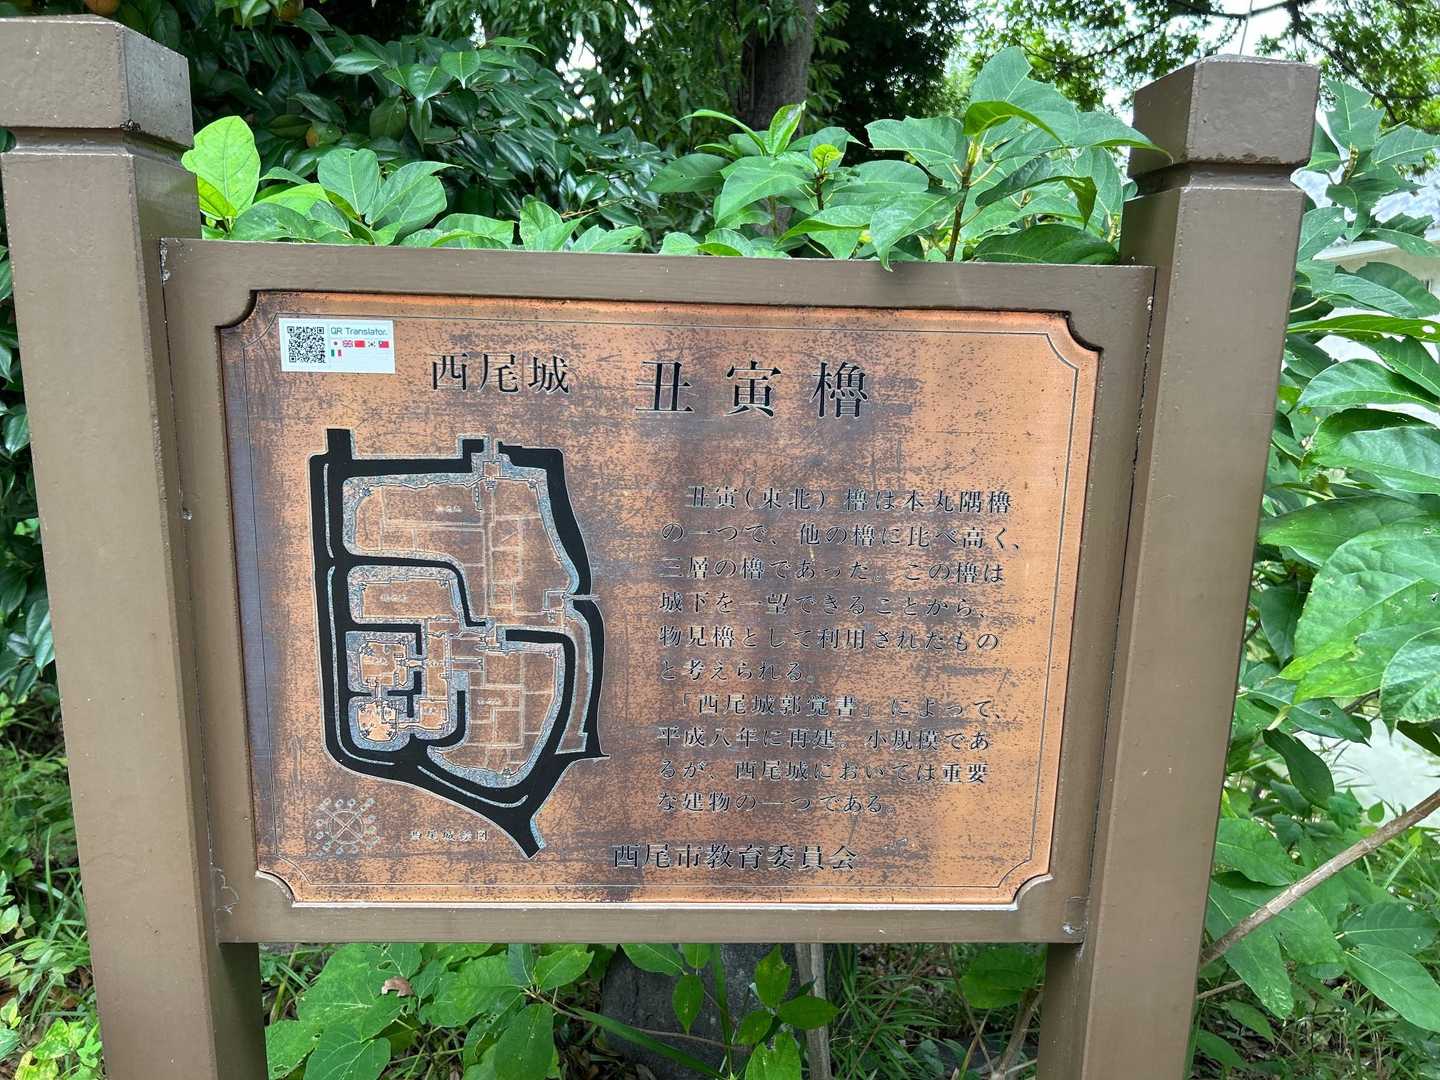 QR Translator.
西尾城 丑寅櫓
丑寅(東北)櫓は本丸隅櫓
の一つで、他の櫓に比べ高く、
三層の櫓であった。この櫓は
城下を一望できることから、
物見櫓として利用されたもの
と考えられる。
「西尾城郭覚書」によって、
平成八年に再建。小規模であ
るが、西尾城においては重要
な建物の一つである。
西尾城絵図
西尾市教育委員会